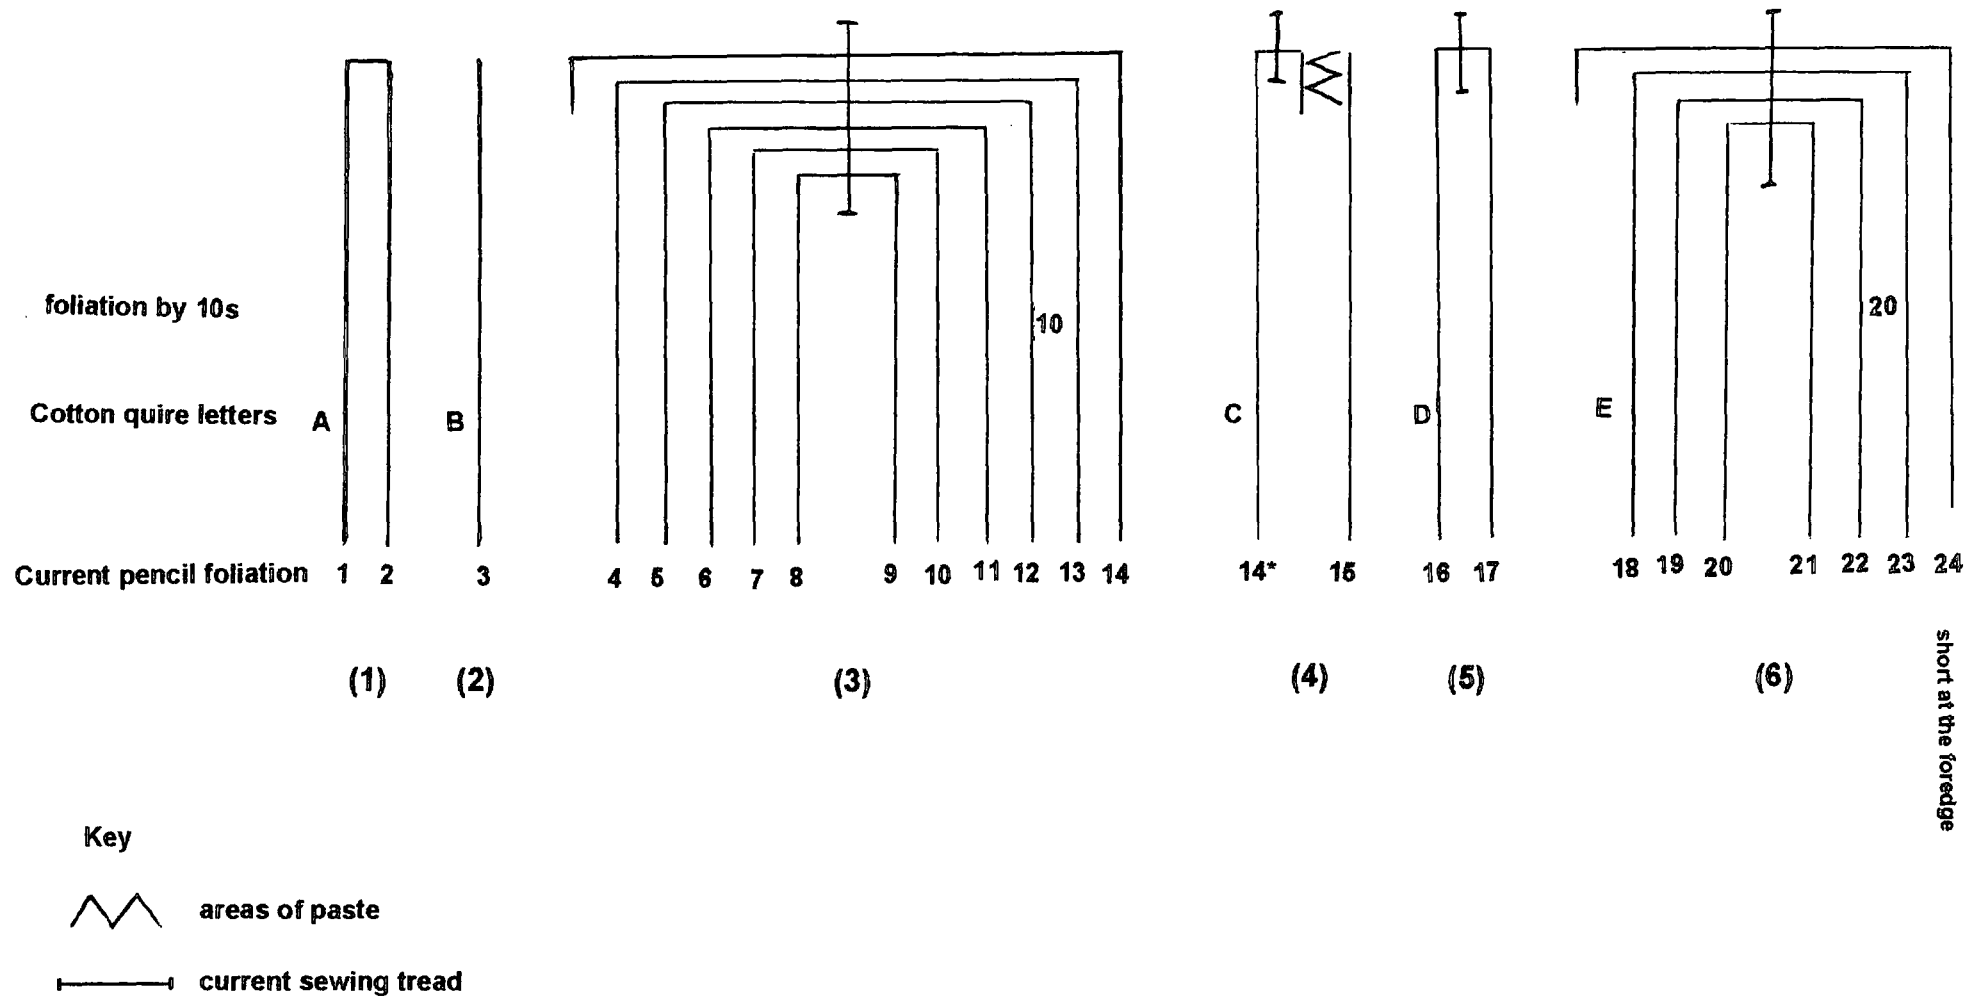 foliation by 10s
10
20
Cotton quire letters A B C D E
Current pencil foliation 1 2 3 4 5 6 7 8 9 10 11 12 13 14 14* 15 16 17 18 19 20 21 22 23 24
short at the foredge
(1) (2) (3) (4) (5) (6)
Key
areas of paste
current sewing tread